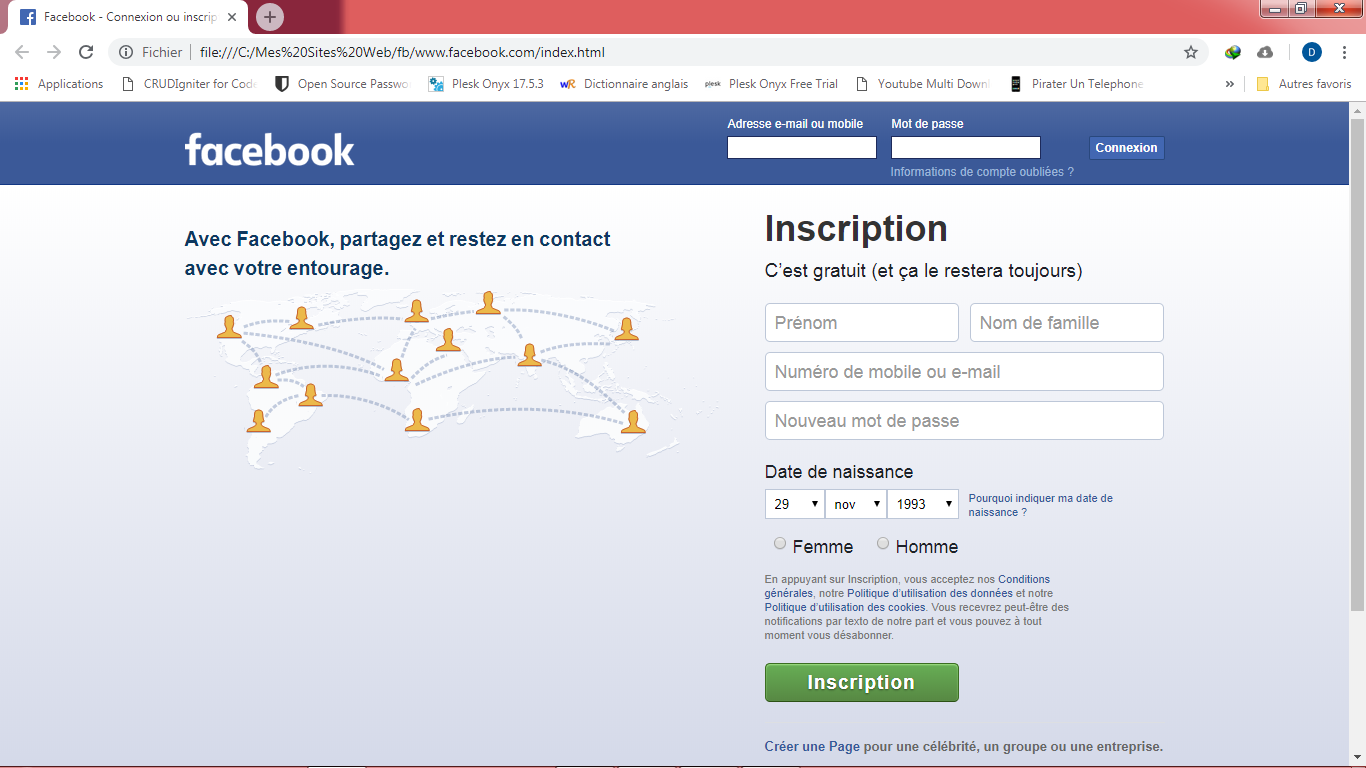 Facebook - Connexion ou inscrip
Fichier
file:///C:/Mes%20Sites%20Web/fb/www.facebook.com/index.html
D
Applications
CRUDIgniter for Code
Open Source Passwo
Plesk Onyx 17.5.3
wR Dictionnaire anglais
plesk Plesk Onyx Free Trial
Youtube Multi Downl
Pirater Un Telephone
»
Autres favoris
facebook
Adresse e-mail ou mobile
Mot de passe
Connexion
Informations de compte oubliées ?
Avec Facebook, partagez et restez en contact
avec votre entourage.
Inscription
C’est gratuit (et ça le restera toujours)
Prénom
Nom de famille
Numéro de mobile ou e-mail
Nouveau mot de passe
Date de naissance
29 nov 1993
Pourquoi indiquer ma date de
naissance ?
Femme Homme
En appuyant sur Inscription, vous acceptez nos Conditions
générales, notre Politique d’utilisation des données et notre
Politique d’utilisation des cookies. Vous recevrez peut-être des
notifications par texto de notre part et vous pouvez à tout
moment vous désabonner.
Inscription
Créer une Page pour une célébrité, un groupe ou une entreprise.